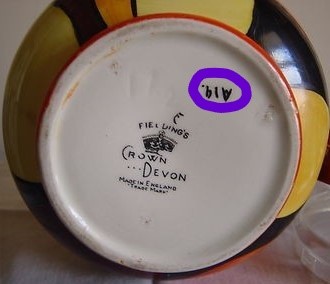 A14.
E
FIELDING'S
CROWN
...DEVON
MADE IN ENGLAND
"TRADE MARK"